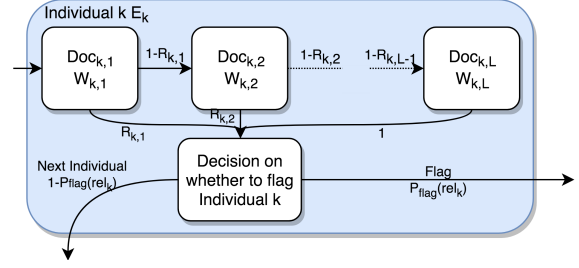 Individual k E_k
Doc_k,1
W_k,1
1-R_k,1
Doc_k,2
W_k,2
1-R_k,2
1-R_k,L-1
Doc_k,L
W_k,L
R_k,1
R_k,2
1
Decision on
whether to flag
Individual k
Next Individual
1-P_flag(rel_k)
Flag
P_flag(rel_k)